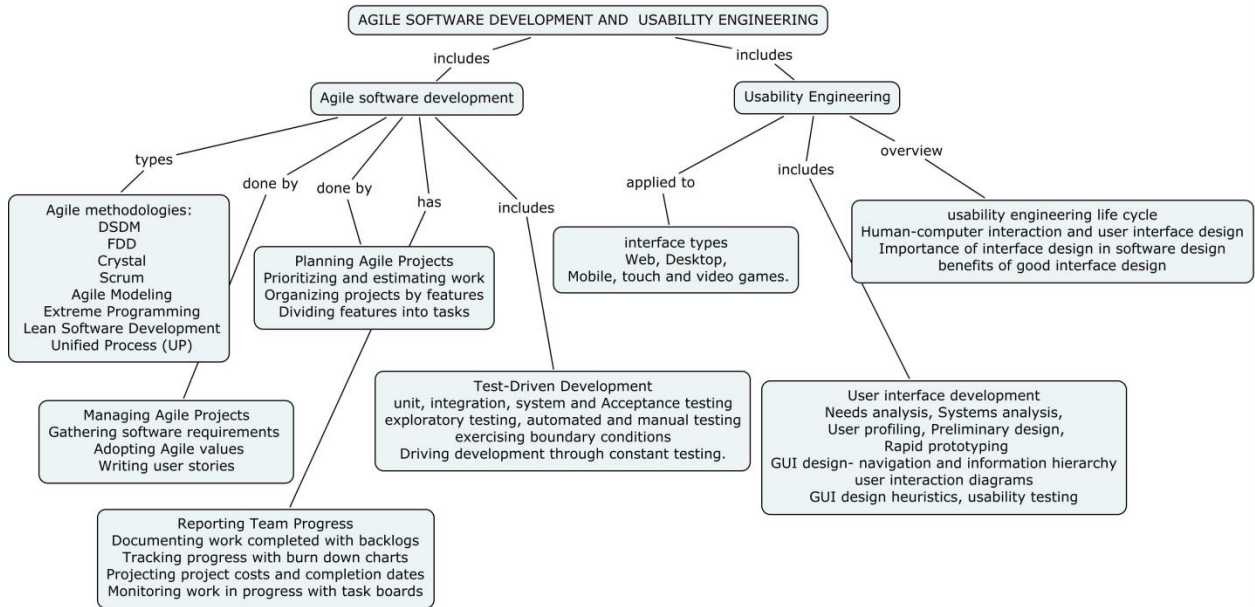 AGILE SOFTWARE DEVELOPMENT AND USABILITY ENGINEERING
includes
includes
Agile software development
Usability Engineering
types
done by
done by
has
includes
applied to
includes
overview
Agile methodologies:
DSDM
FDD
Crystal
Scrum
Agile Modeling
Extreme Programming
Lean Software Development
Unified Process (UP)
Planning Agile Projects
Prioritizing and estimating work
Organizing projects by features
Dividing features into tasks
interface types
Web, Desktop,
Mobile, touch and video games.
usability engineering life cycle
Human-computer interaction and user interface design
Importance of interface design in software design
benefits of good interface design
Managing Agile Projects
Gathering software requirements
Adopting Agile values
Writing user stories
Test-Driven Development
unit, integration, system and Acceptance testing
exploratory testing, automated and manual testing
exercising boundary conditions
Driving development through constant testing.
User interface development
Needs analysis, Systems analysis,
User profiling, Preliminary design,
Rapid prototyping
GUI design- navigation and information hierarchy
user interaction diagrams
GUI design heuristics, usability testing
Reporting Team Progress
Documenting work completed with backlogs
Tracking progress with burn down charts
Projecting project costs and completion dates
Monitoring work in progress with task boards